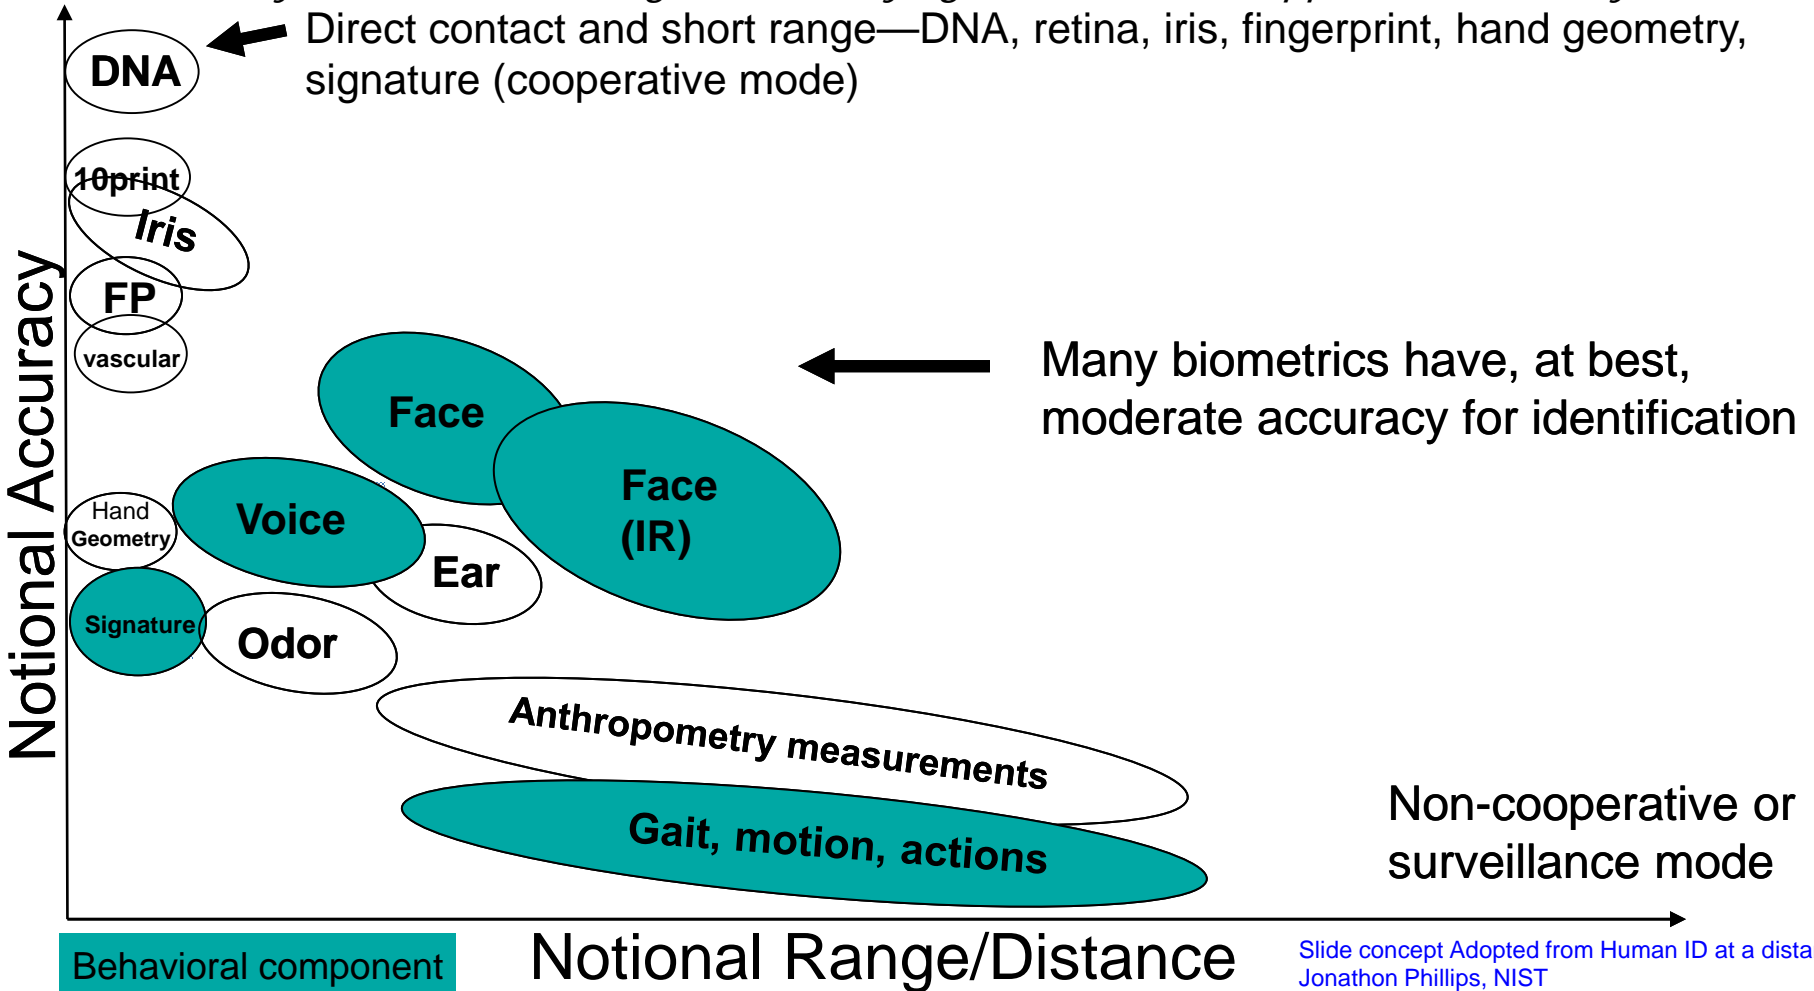 Direct contact and short range—DNA, retina, iris, fingerprint, hand geometry,
signature (cooperative mode)
DNA
10print
Iris
FP
vascular
Face
Face
(IR)
Many biometrics have, at best,
moderate accuracy for identification
Hand
Geometry
Voice
Ear
Signature
Odor
Anthropometry measurements
Gait, motion, actions
Non-cooperative or
surveillance mode
Notional Accuracy
Behavioral component
Notional Range/Distance
Slide concept Adopted from Human ID at a dista
Jonathon Phillips, NIST